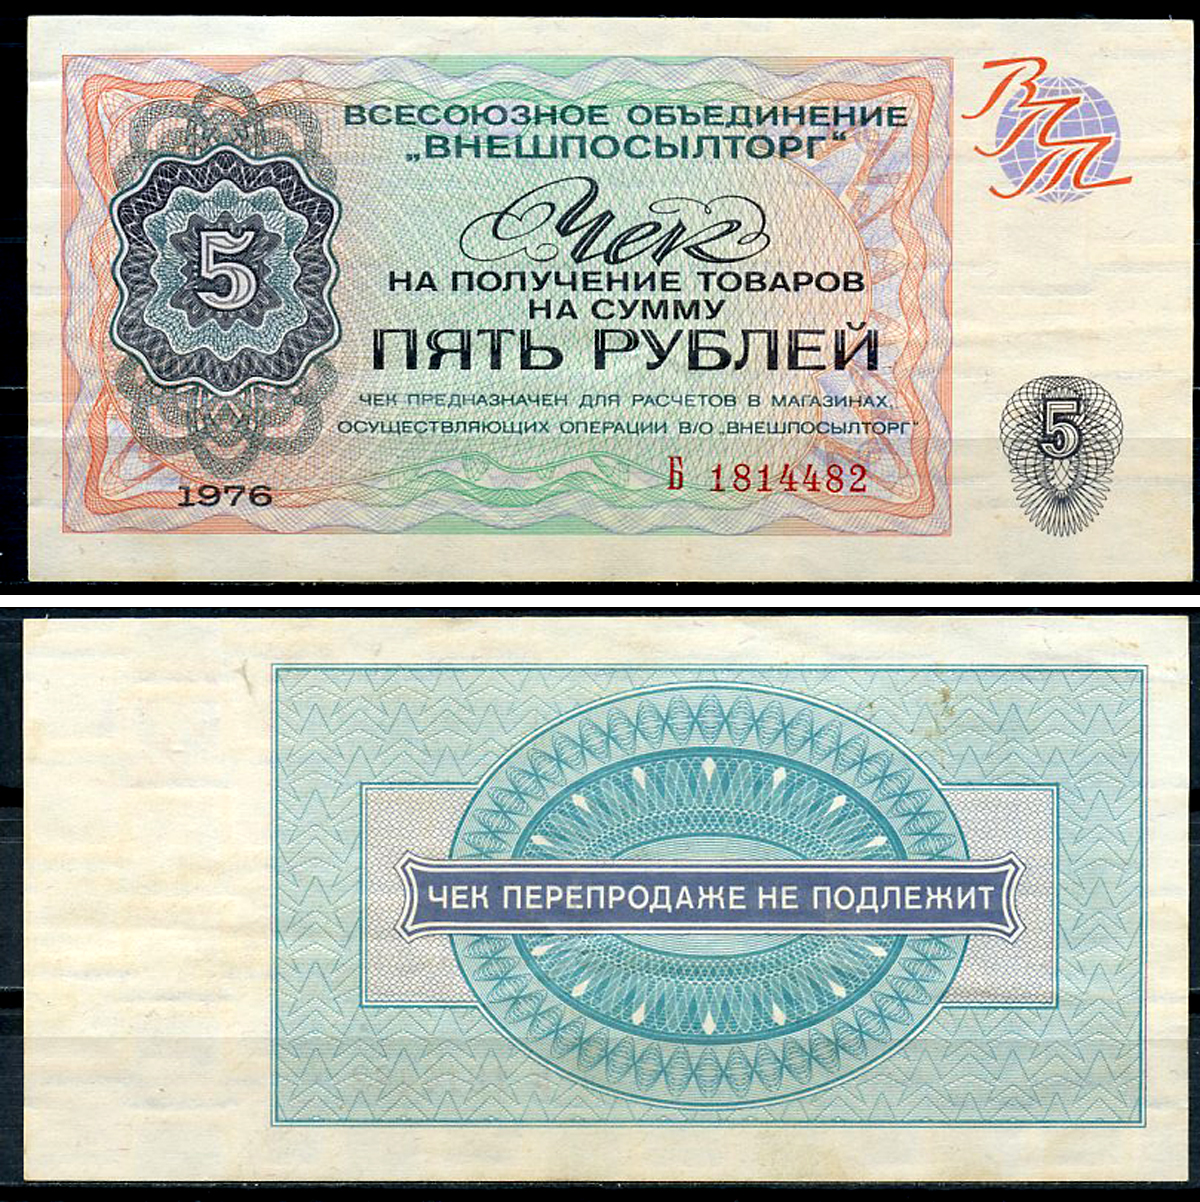 ВСЕСОЮЗНОЕ ОБЪЕДИНЕНИЕ
„ВНЕШПОСЫЛТОРГ“
ВПТ
Чек
НА ПОЛУЧЕНИЕ ТОВАРОВ
НА СУММУ
5
ПЯТЬ РУБЛЕЙ
ЧЕК ПРЕДНАЗНАЧЕН ДЛЯ РАСЧЕТОВ В МАГАЗИНАХ,
ОСУЩЕСТВЛЯЮЩИХ ОПЕРАЦИИ В/О „ВНЕШПОСЫЛТОРГ“
5
1976
Б 1814482
ЧЕК ПЕРЕПРОДАЖЕ НЕ ПОДЛЕЖИТ